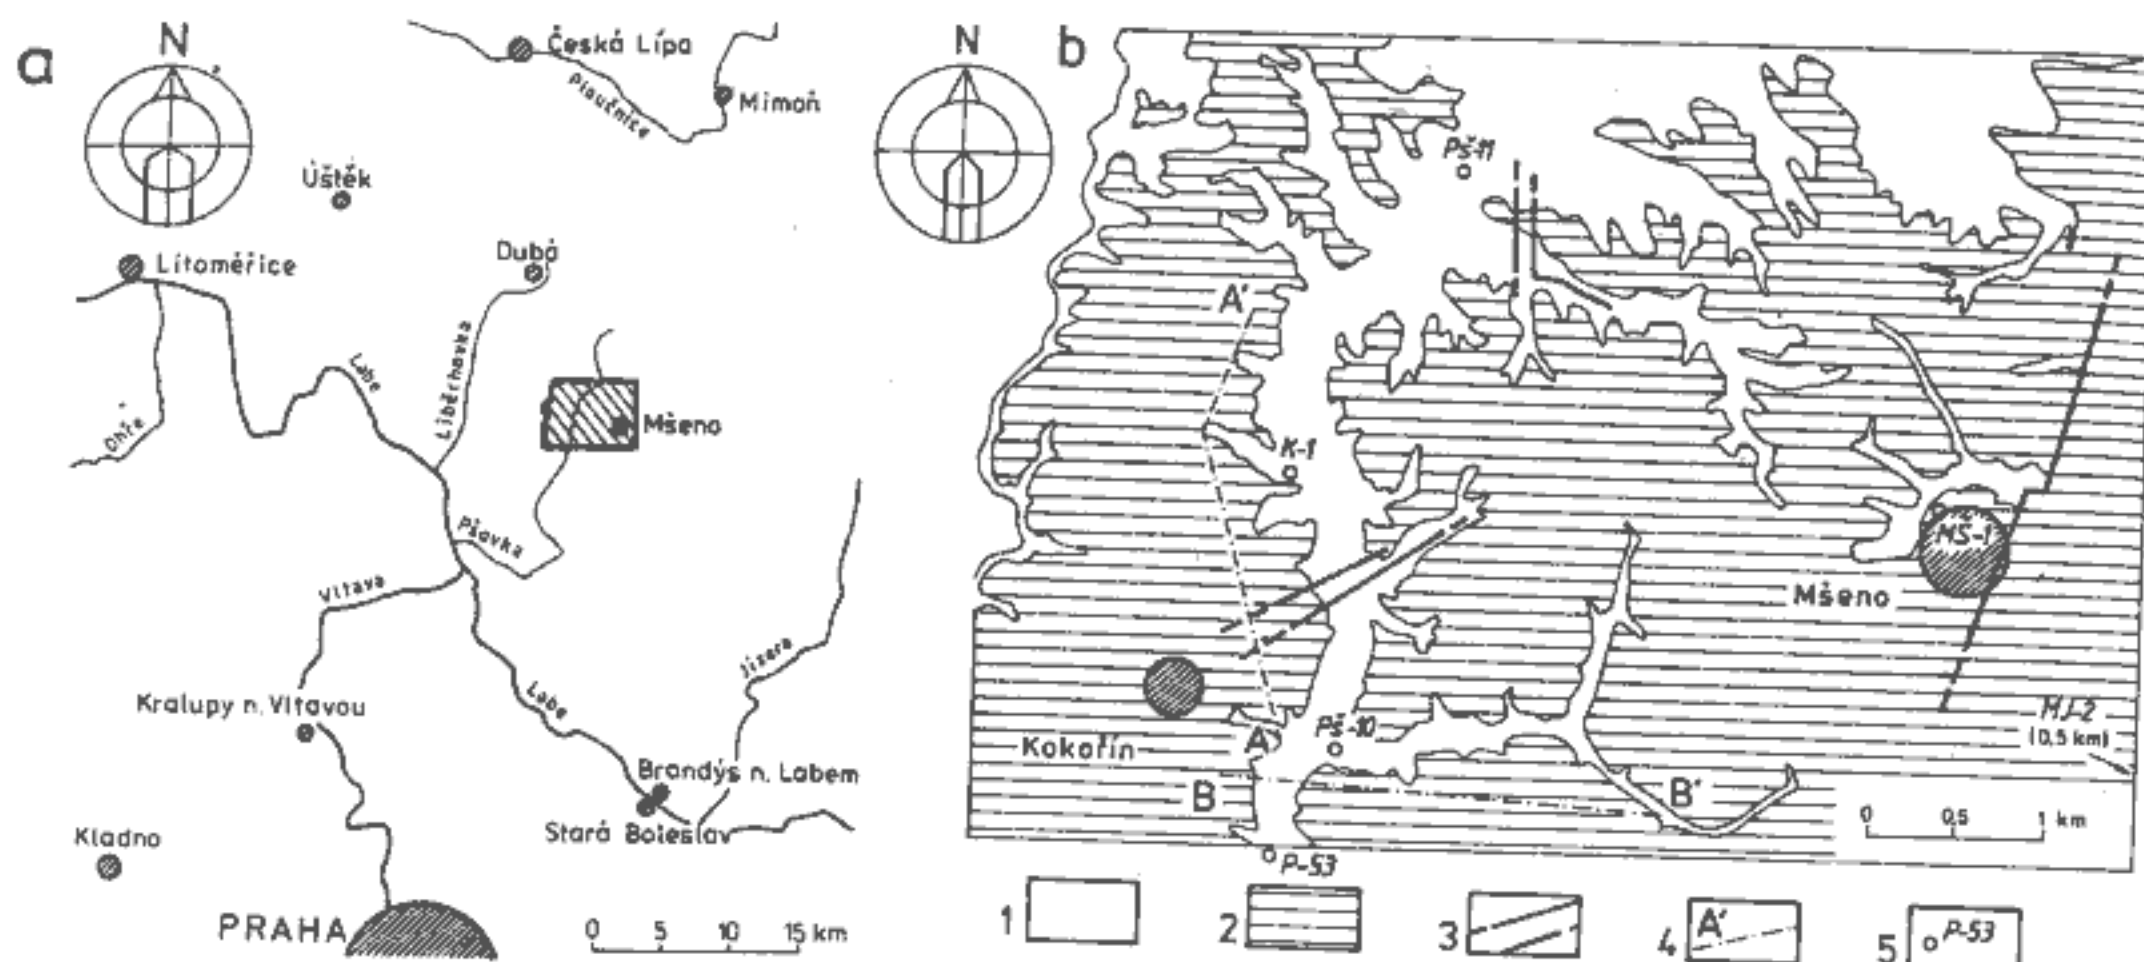 a
N
Česká Lípa
Ploučnice
Mimoň
Úštěk
Dubá
Litoměřice
Liběchovka
Labe
Ohře
Mšeno
Pšovka
Vltava
Jizera
Labe
Kralupy n. Vltavou
Brandýs n. Labem
Stará Boleslav
Kladno
PRAHA
0 5 10 15 km
N
b
Pš-11
A'
K-1
MŠ-1
Mšeno
MJ-2
(0,5 km)
Kokořín
A
Pš-10
B
B'
0 0,5 1 km
P-53
1
2
3
4 A'
5 P-53